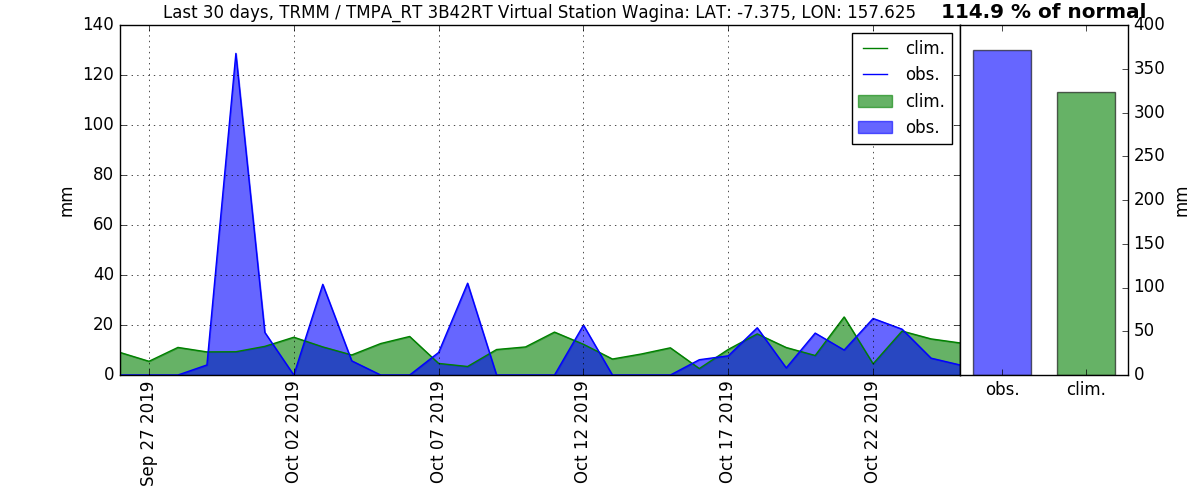 Last 30 days, TRMM / TMPA_RT 3B42RT Virtual Station Wagina: LAT: -7.375, LON: 157.625
114.9 % of normal
140
120
100
80
60
40
20
0
mm
clim.
obs.
clim.
obs.
Sep 27 2019
Oct 02 2019
Oct 07 2019
Oct 12 2019
Oct 17 2019
Oct 22 2019
400
350
300
250
200
150
100
50
0
mm
obs.
clim.